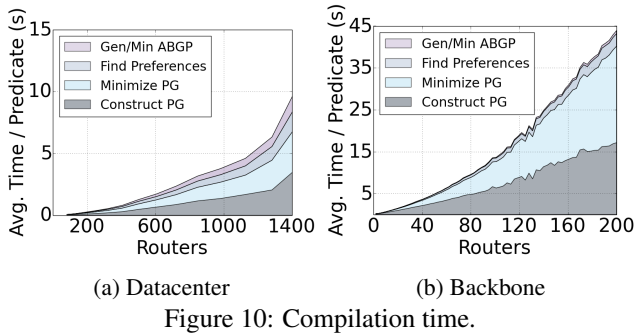 Avg. Time / Predicate (s)
15
10
5
0
Gen/Min ABGP
Find Preferences
Minimize PG
Construct PG
200
600
1000
1400
Routers
(a) Datacenter
Avg. Time / Predicate (s)
45
35
25
15
5
Gen/Min ABGP
Find Preferences
Minimize PG
Construct PG
0
40
80
120
160
200
Routers
(b) Backbone
Figure 10: Compilation time.